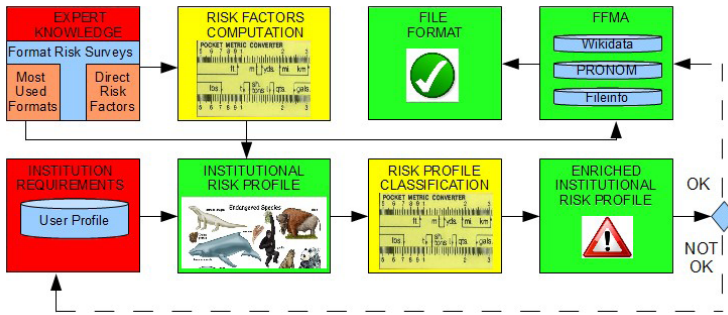 EXPERT
KNOWLEDGE
Format Risk Surveys
Most
Used
Formats
Direct
Risk
Factors
RISK FACTORS
COMPUTATION
POCKET METRIC CONVERTER
FILE
FORMAT
FFMA
Wikidata
PRONOM
Fileinfo
INSTITUTION
REQUIREMENTS
User Profile
INSTITUTIONAL
RISK PROFILE
Endangered Species
RISK PROFILE
CLASSIFICATION
POCKET METRIC CONVERTER
ENRICHED
INSTITUTIONAL
RISK PROFILE
OK
NOT
OK